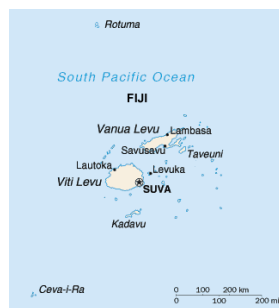 Rotuma
South Pacific Ocean
FIJI
Vanua Levu
Lambasa
Savusavu
Taveuni
Lautoka
Levuka
Viti Levu
SUVA
Kadavu
Ceva-i-Ra
0 100 200 km
0 100 200 mi